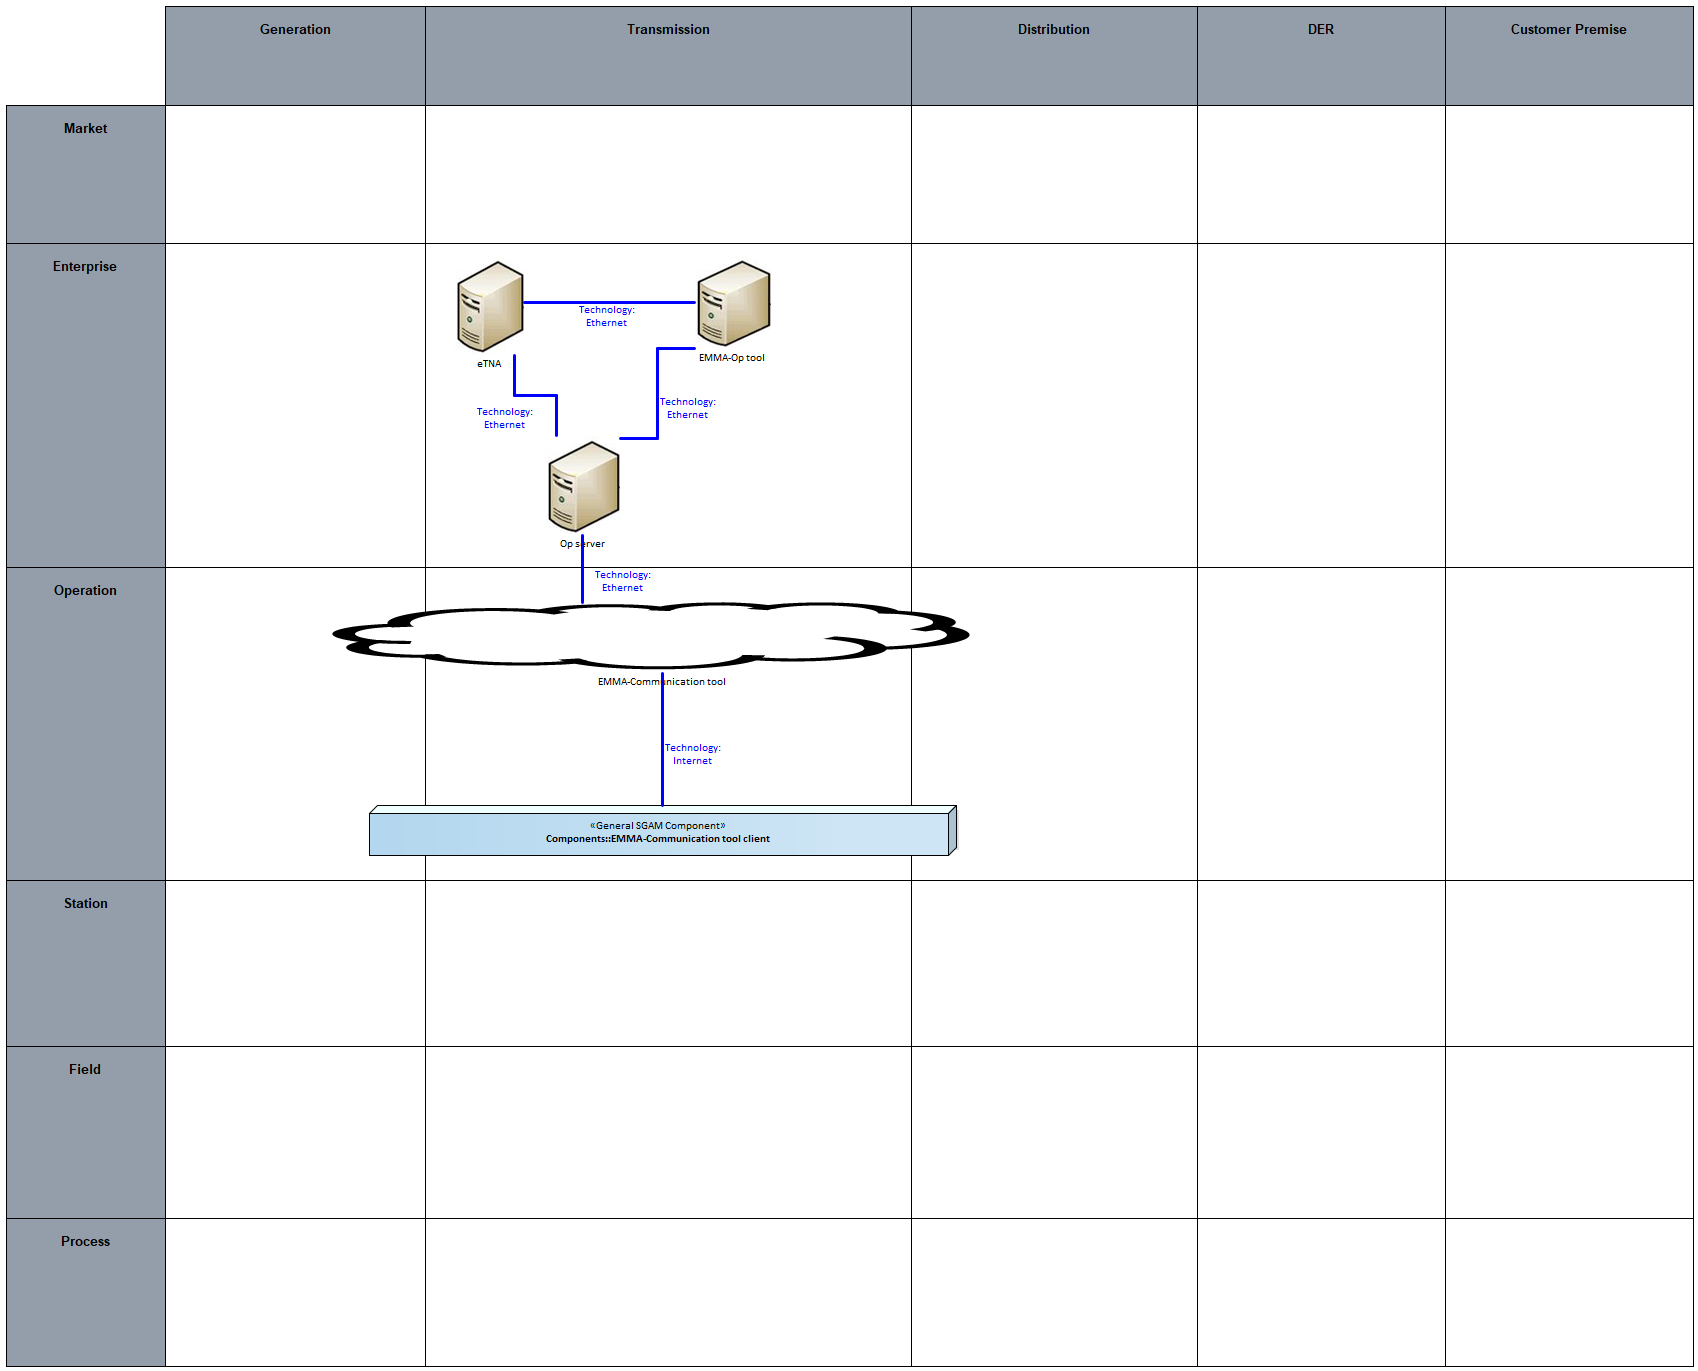 Generation
Transmission
Distribution
DER
Customer Premise
Market
Enterprise
Technology:
Ethernet
eTNA
EMMA-Op tool
Technology:
Ethernet
Technology:
Ethernet
Op server
Operation
Technology:
Ethernet
EMMA-Communication tool
Technology:
Internet
«General SGAM Component»
Components::EMMA-Communication tool client
Station
Field
Process